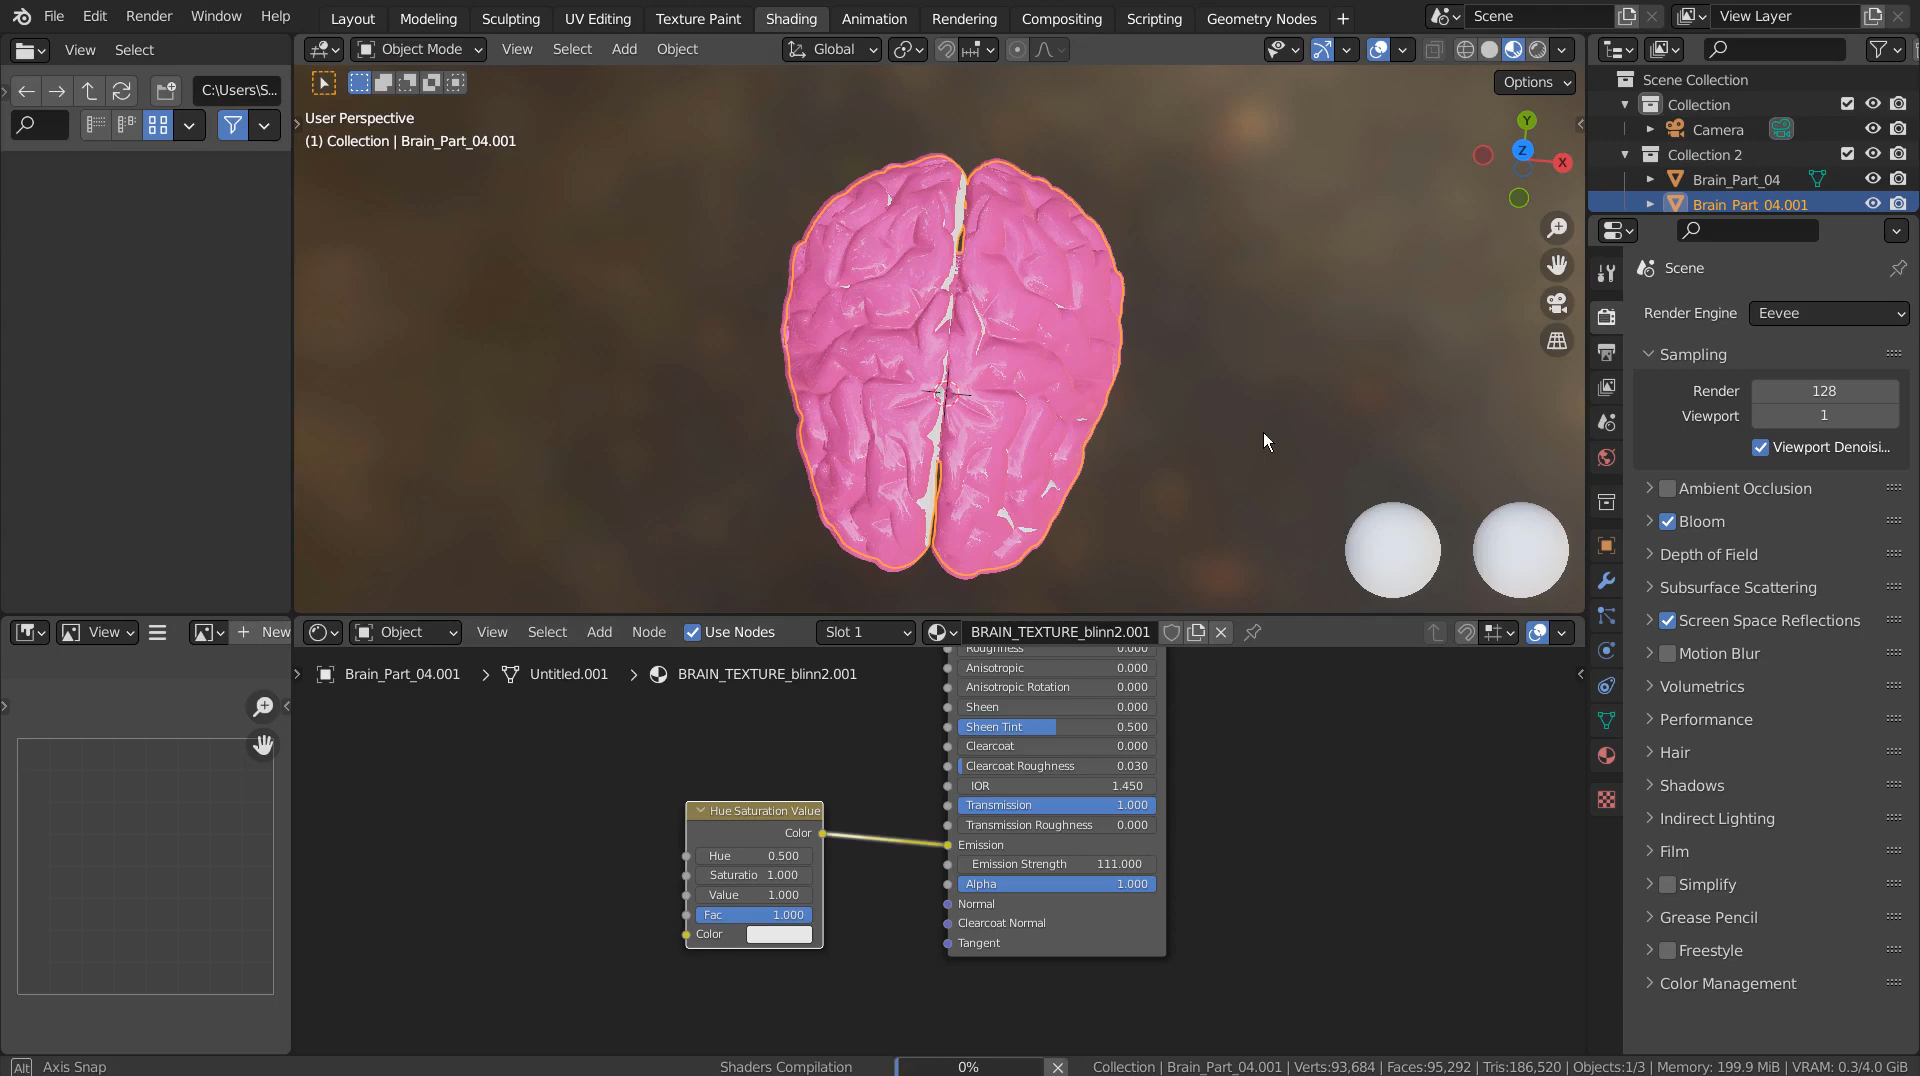 File Edit Render Window Help Layout Modeling Sculpting UV Editing Texture Paint Shading Animation Rendering Compositing Scripting Geometry Nodes + Scene View Layer
View Select
Object Mode View Select Add Object Global
C:\Users\S...
Options
User Perspective
(1) Collection | Brain_Part_04.001
Y
Z
X
Scene Collection
Collection
Camera
Collection 2
Brain_Part_04
Brain_Part_04.001
Scene
Render Engine Eevee
Sampling
Render 128
Viewport 1
Viewport Denoisi...
Ambient Occlusion
Bloom
Depth of Field
Subsurface Scattering
Screen Space Reflections
Motion Blur
Volumetrics
Performance
Hair
Shadows
Indirect Lighting
Film
Simplify
Grease Pencil
Freestyle
Color Management
View + New
Object View Select Add Node Use Nodes Slot 1 BRAIN_TEXTURE_blinn2.001
Brain_Part_04.001 > Untitled.001 > BRAIN_TEXTURE_blinn2.001
Roughness 0.000
Anisotropic 0.000
Anisotropic Rotation 0.000
Sheen 0.000
Sheen Tint 0.500
Clearcoat 0.000
Clearcoat Roughness 0.030
IOR 1.450
Transmission 1.000
Transmission Roughness 0.000
Emission
Emission Strength 111.000
Alpha 1.000
Normal
Clearcoat Normal
Tangent
Hue Saturation Value
Color
Hue 0.500
Saturatio 1.000
Value 1.000
Fac 1.000
Color
Alt Axis Snap
Shaders Compilation 0%
Collection | Brain_Part_04.001 | Verts:93,684 | Faces:95,292 | Tris:186,520 | Objects:1/3 | Memory: 199.9 MiB | VRAM: 0.3/4.0 GiB